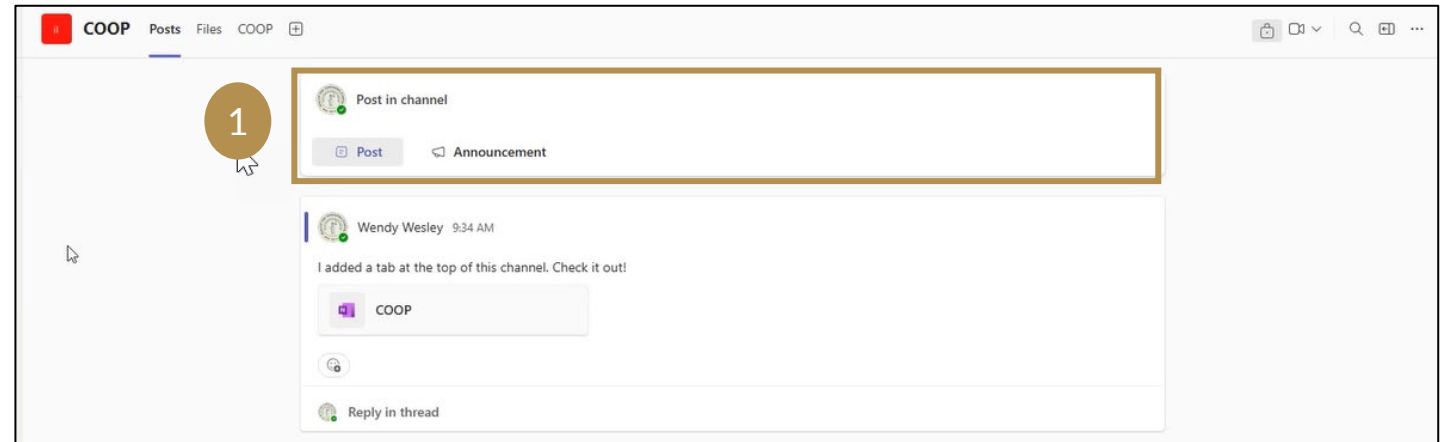 COOP Posts Files COOP
1
Post in channel
Post Announcement
Wendy Wesley 9:34 AM
I added a tab at the top of this channel. Check it out!
COOP
Reply in thread